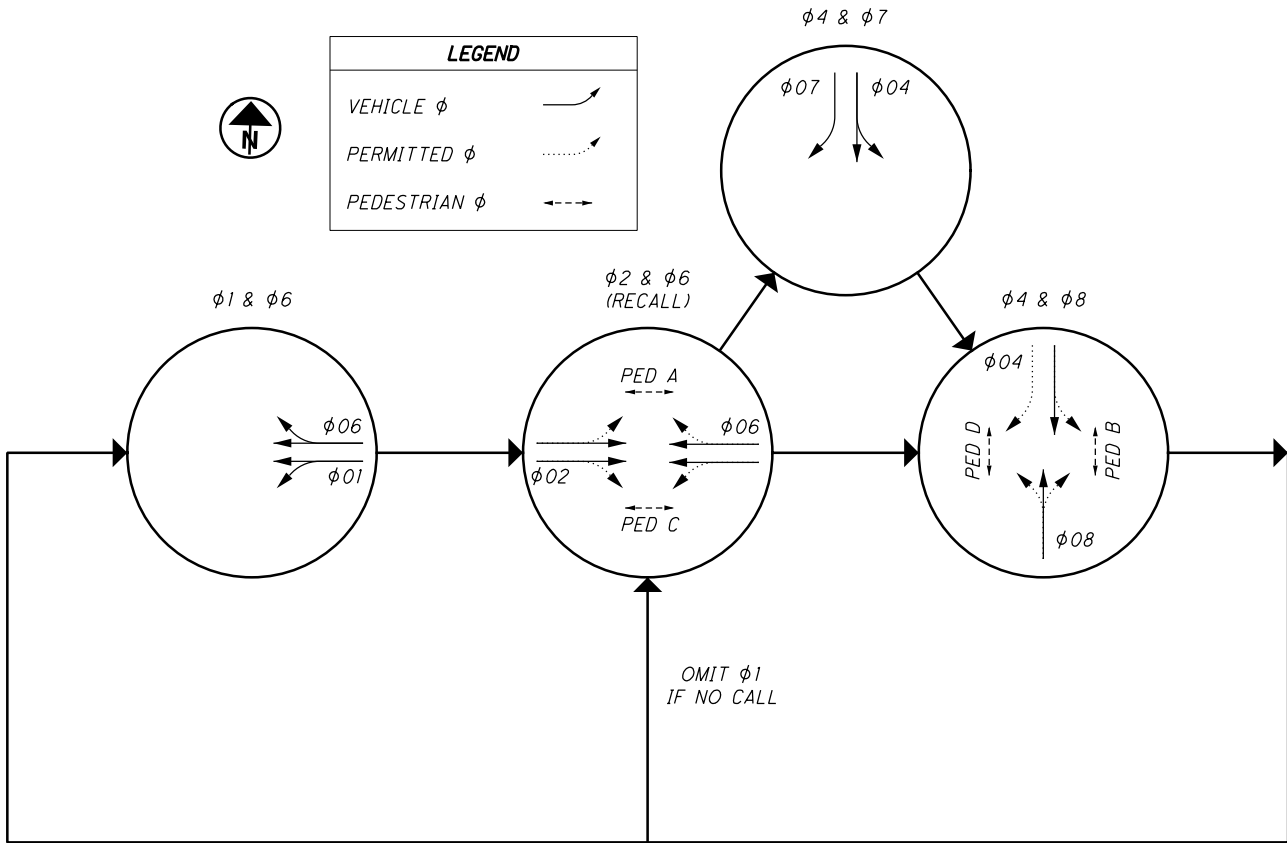 φ4 & φ7
LEGEND
VEHICLE φ
PERMITTED φ
PEDESTRIAN φ
N
φ07
φ04
φ1 & φ6
φ2 & φ6
(RECALL)
φ4 & φ8
φ06
φ01
PED A
φ06
φ02
PED C
φ04
PED D
PED B
φ08
OMIT φ1
IF NO CALL